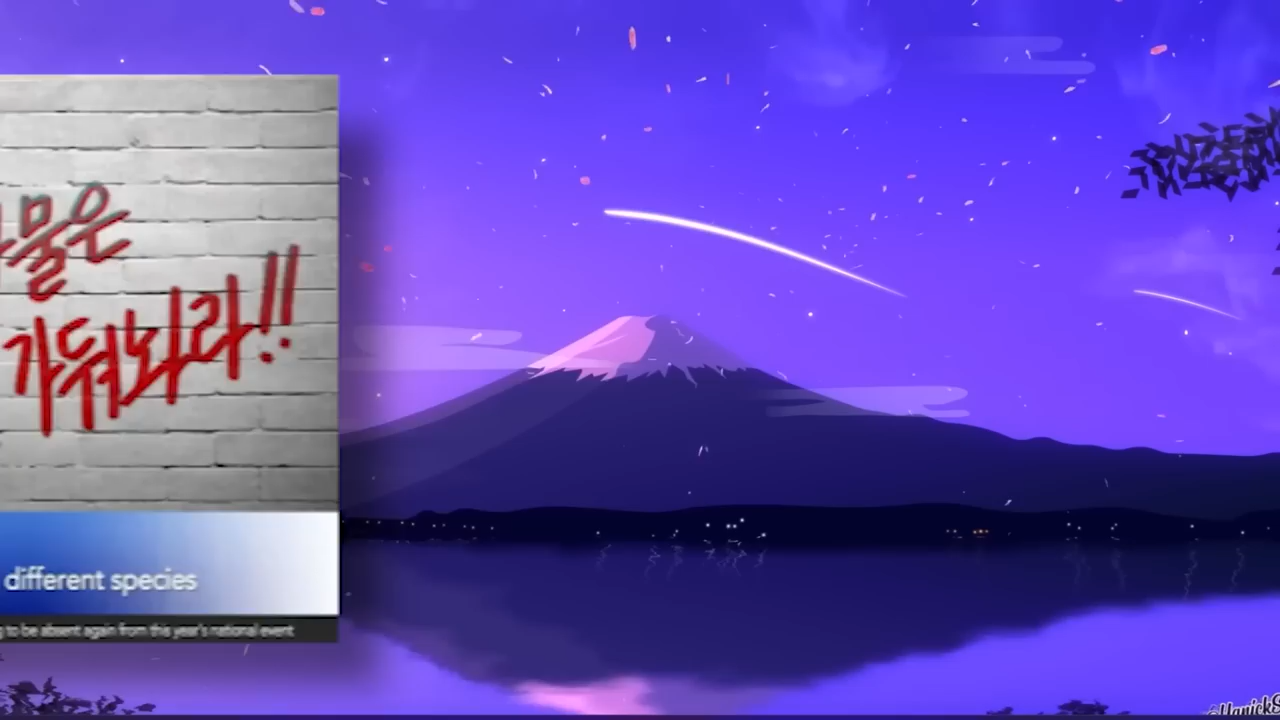 물은
가둬놔라!!
different species
to be absent again from this year's national event